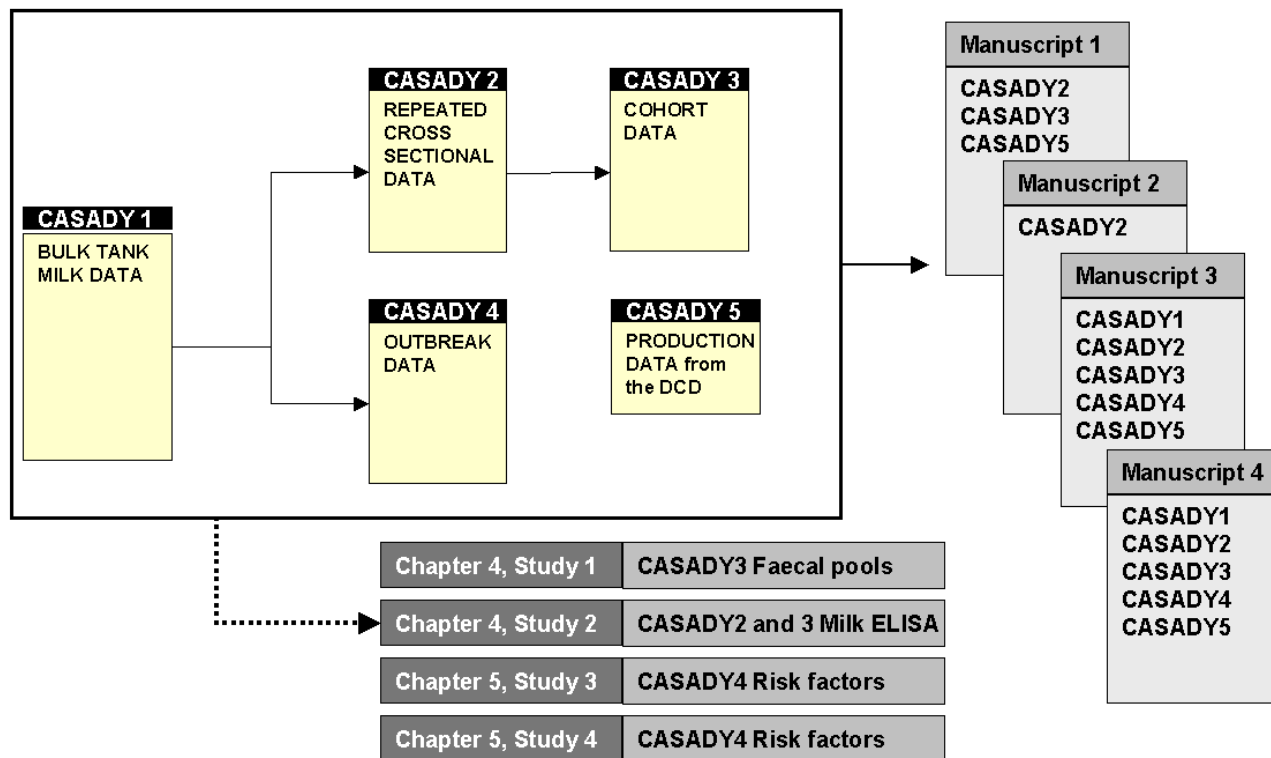 CASADY 1
BULK TANK
MILK DATA
CASADY 2
REPEATED
CROSS
SECTIONAL
DATA
CASADY 3
COHORT
DATA
CASADY 4
OUTBREAK
DATA
CASADY 5
PRODUCTION
DATA from
the DCD
Manuscript 1
CASADY2
CASADY3
CASADY5
Manuscript 2
CASADY2
Manuscript 3
CASADY1
CASADY2
CASADY3
CASADY4
CASADY5
Manuscript 4
CASADY1
CASADY2
CASADY3
CASADY4
CASADY5
Chapter 4, Study 1 CASADY3 Faecal pools
Chapter 4, Study 2 CASADY2 and 3 Milk ELISA
Chapter 5, Study 3 CASADY4 Risk factors
Chapter 5, Study 4 CASADY4 Risk factors